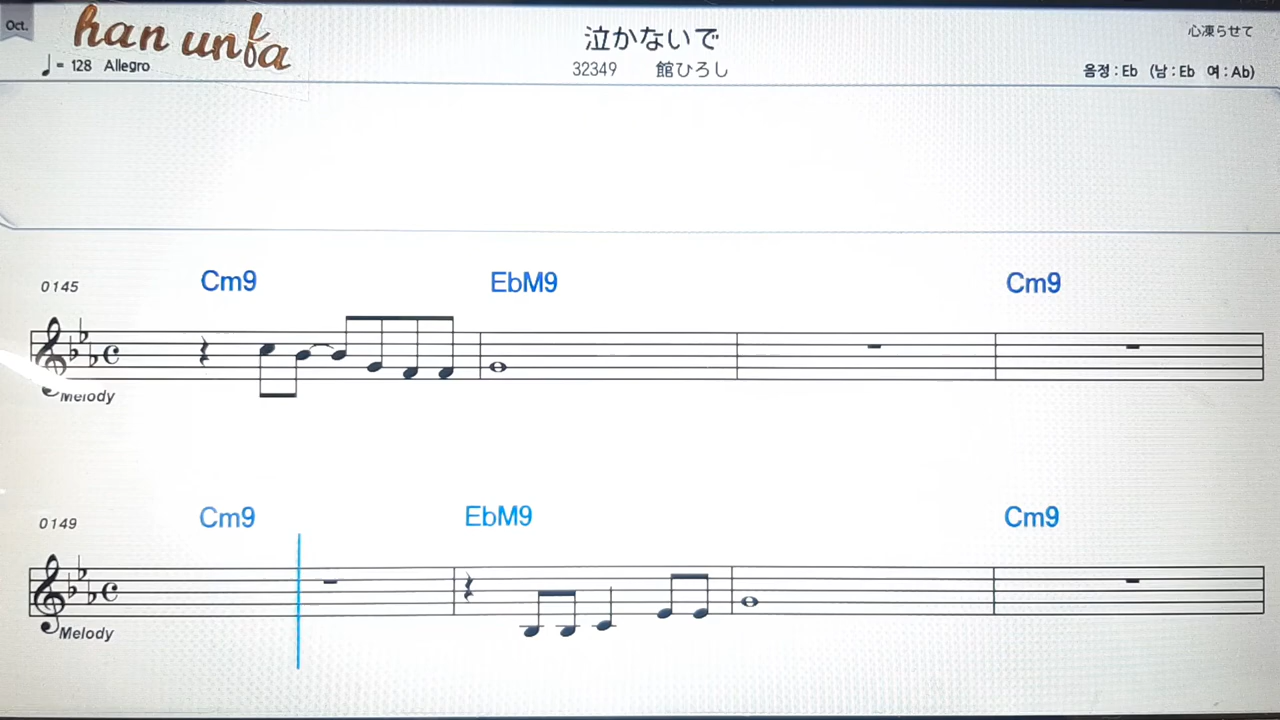 Oct.
han unfa
泣かないで
心凍らせて
♩= 128 Allegro
32349 館ひろし
음정 : Eb (남 : Eb 여 : Ab)
Cm9 EbM9 Cm9
0145
Melody
Cm9 EbM9 Cm9
0149
Melody